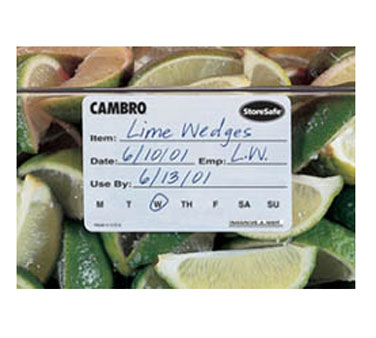 CAMBRO StoreSafe
Item: Lime Wedges
Date: 6/10/01 Emp: L.W.
Use By: 6/13/01
M T W TH F SA SU